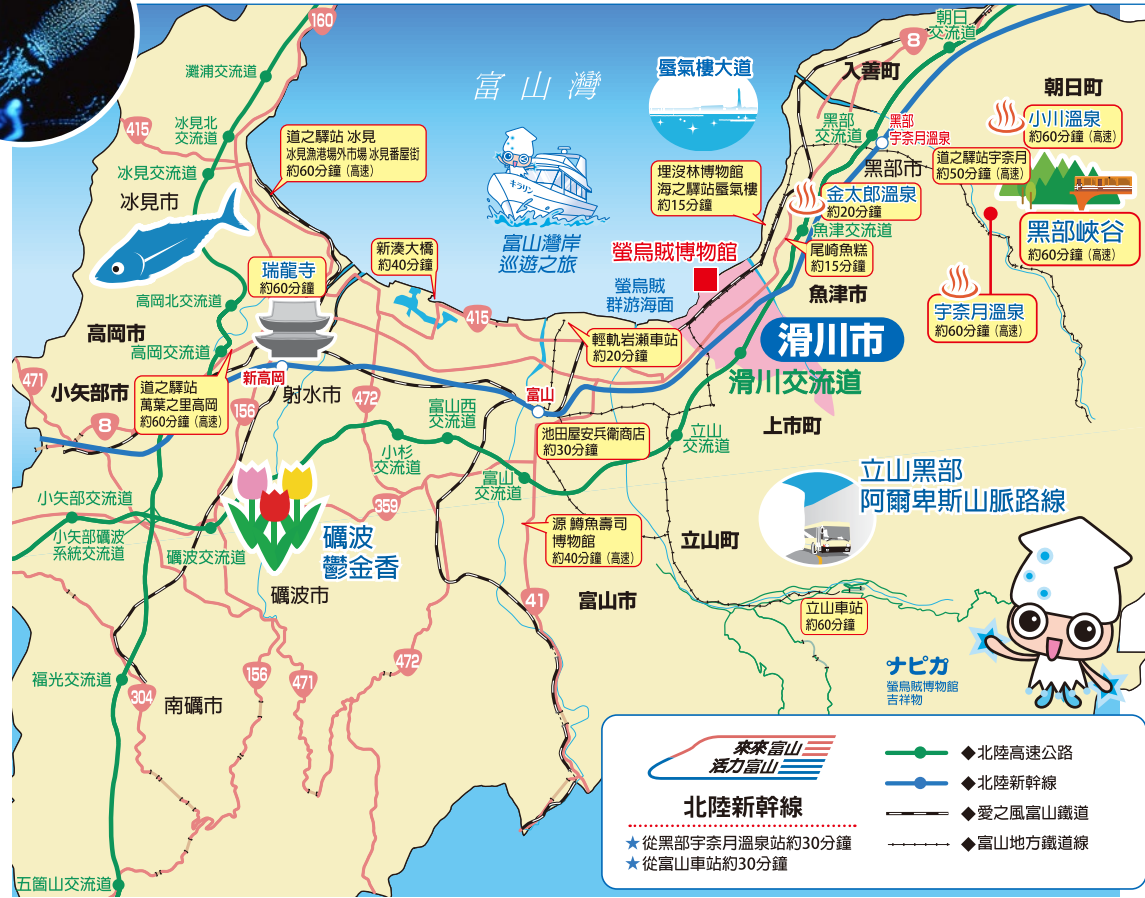 160
朝日
交流道
8
灘浦交流道
富山灣
蜃氣樓大道
入善町
朝日町
415
冰見北
交流道
道之驛站 冰見
冰見漁港場外市場 冰見番屋街
約60分鐘（高速）
黑部
交流道
黑部
宇奈月溫泉
小川溫泉
約60分鐘（高速）
冰見交流道
冰見市
キラリン
富山灣岸
巡遊之旅
埋沒林博物館
海之驛站蜃氣樓
約15分鐘
黑部市
道之驛站宇奈月
約50分鐘（高速）
金太郎溫泉
約20分鐘
魚津交流道
黑部峽谷
約60分鐘（高速）
尾崎魚糕
約15分鐘
新湊大橋
約40分鐘
瑞龍寺
約60分鐘
螢烏賊博物館
螢烏賊
群游海面
魚津市
宇奈月溫泉
約60分鐘（高速）
高岡北交流道
415
高岡市
高岡交流道
輕軌岩瀨車站
約20分鐘
滑川市
滑川交流道
471
小矢部市
新高岡
射水市
道之驛站
萬葉之里高岡
約60分鐘（高速）
156
472
富山
8
富山西
交流道
小杉
交流道
池田屋安兵衛商店
約30分鐘
立山
交流道
上市町
富山
交流道
立山黑部
阿爾卑斯山脈路線
小矢部交流道
小矢部礪波
系統交流道
礪波交流道
359
礪波
鬱金香
礪波市
源 鱒魚壽司
博物館
約40分鐘（高速）
立山町
41
富山市
立山車站
約60分鐘
472
156
471
福光交流道
304
南礪市
ナピカ
螢烏賊博物館
吉祥物
五箇山交流道
來來富山
活力富山
北陸新幹線
★從黑部宇奈月溫泉站約30分鐘
★從富山車站約30分鐘
◆北陸高速公路
◆北陸新幹線
◆愛之風富山鐵道
◆富山地方鐵道線